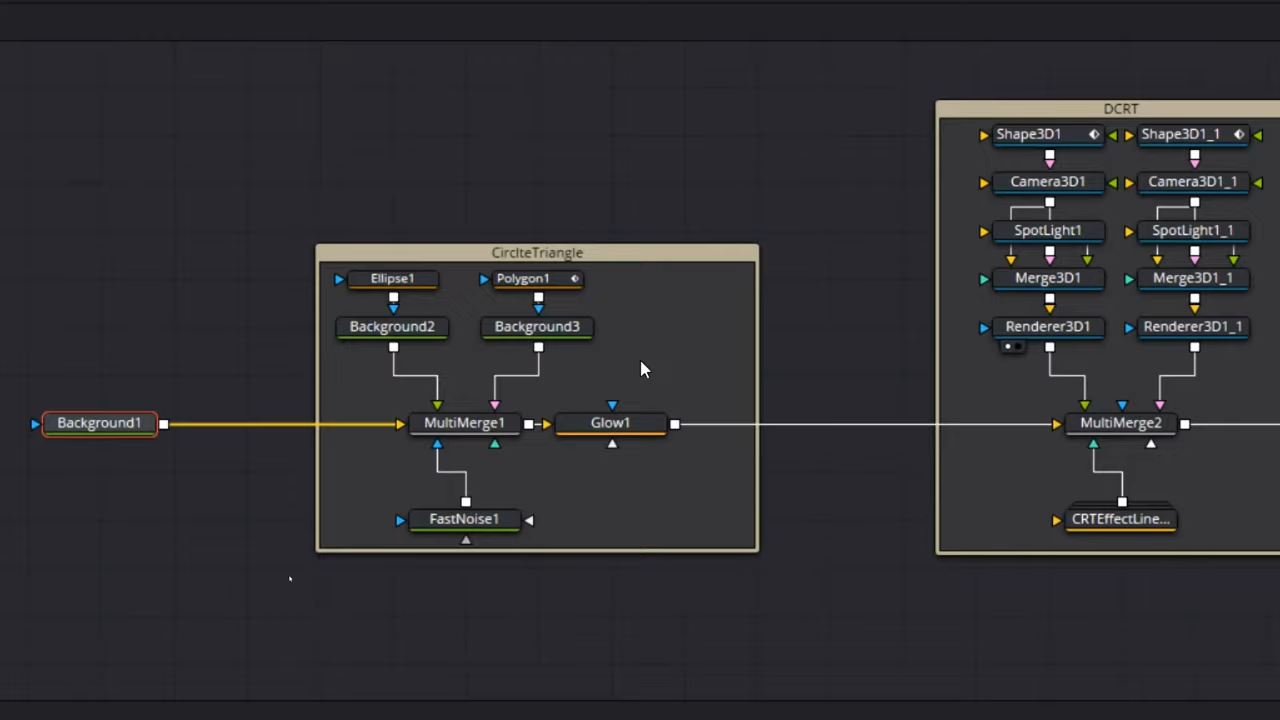 DCRT
Shape3D1
Shape3D1_1
Camera3D1
Camera3D1_1
SpotLight1
SpotLight1_1
CirclteTriangle
Ellipse1
Polygon1
Merge3D1
Merge3D1_1
Background2
Background3
Renderer3D1
Renderer3D1_1
Background1
MultiMerge1
Glow1
MultiMerge2
FastNoise1
CRTEffectLine...